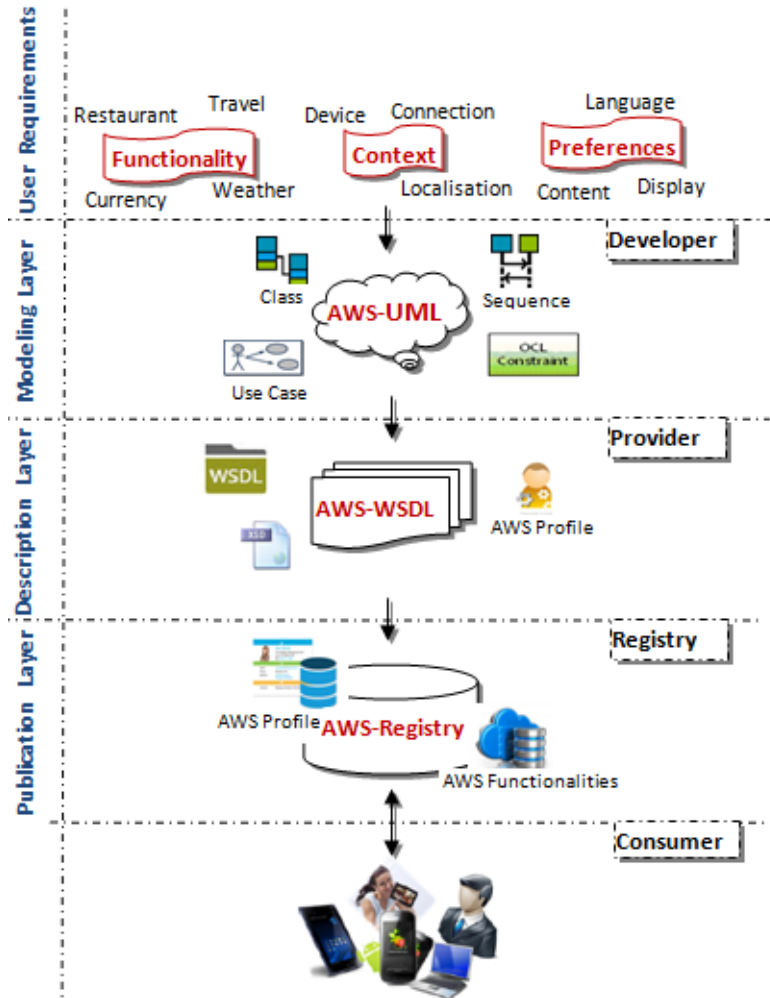 User Requirements
Restaurant
Travel
Functionality
Currency
Weather
Device
Connection
Context
Localisation
Language
Preferences
Content
Display
Modeling Layer
Developer
Class
AWS-UML
Sequence
Use Case
OCL
Constraint
Description Layer
Provider
WSDL
AWS-WSDL
XSD
AWS Profile
Publication Layer
Registry
AWS Profile
AWS-Registry
AWS Functionalities
Consumer